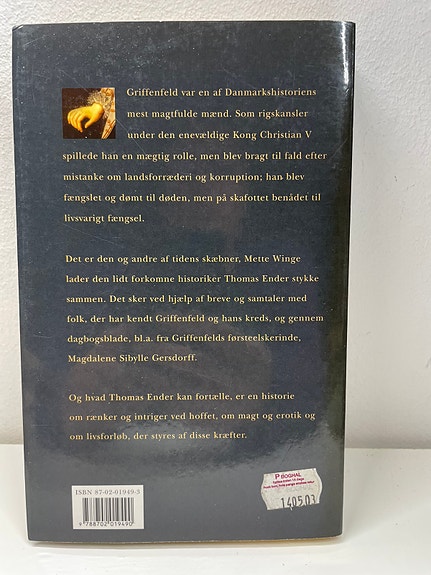 Griffenfeld var en af Danmarkshistoriens
mest magtfulde mænd. Som rigskansler
under den enevældige Kong Christian V
spillede han en mægtig rolle, men blev bragt til fald efter
mistanke om landsforræderi og korruption; han blev
fængslet og dømt til døden, men på skafottet benådet til
livsvarigt fængsel.
Det er den og andre af tidens skæbner, Mette Winge
lader den lidt forkomne historiker Thomas Ender stykke
sammen. Det sker ved hjælp af breve og samtaler med
folk, der har kendt Griffenfeld og hans kreds, og gennem
dagbogsblade, bl.a. fra Griffenfelds førsteelskerinde,
Magdalene Sibylle Gersdorff.
Og hvad Thomas Ender kan fortælle, er en historie
om rænker og intriger ved hoffet, om magt og erotik og
om livsforløb, der styres af disse kræfter.
ISBN 87-02-01949-3
9 788702 019490
P BOGHAL
1405.03